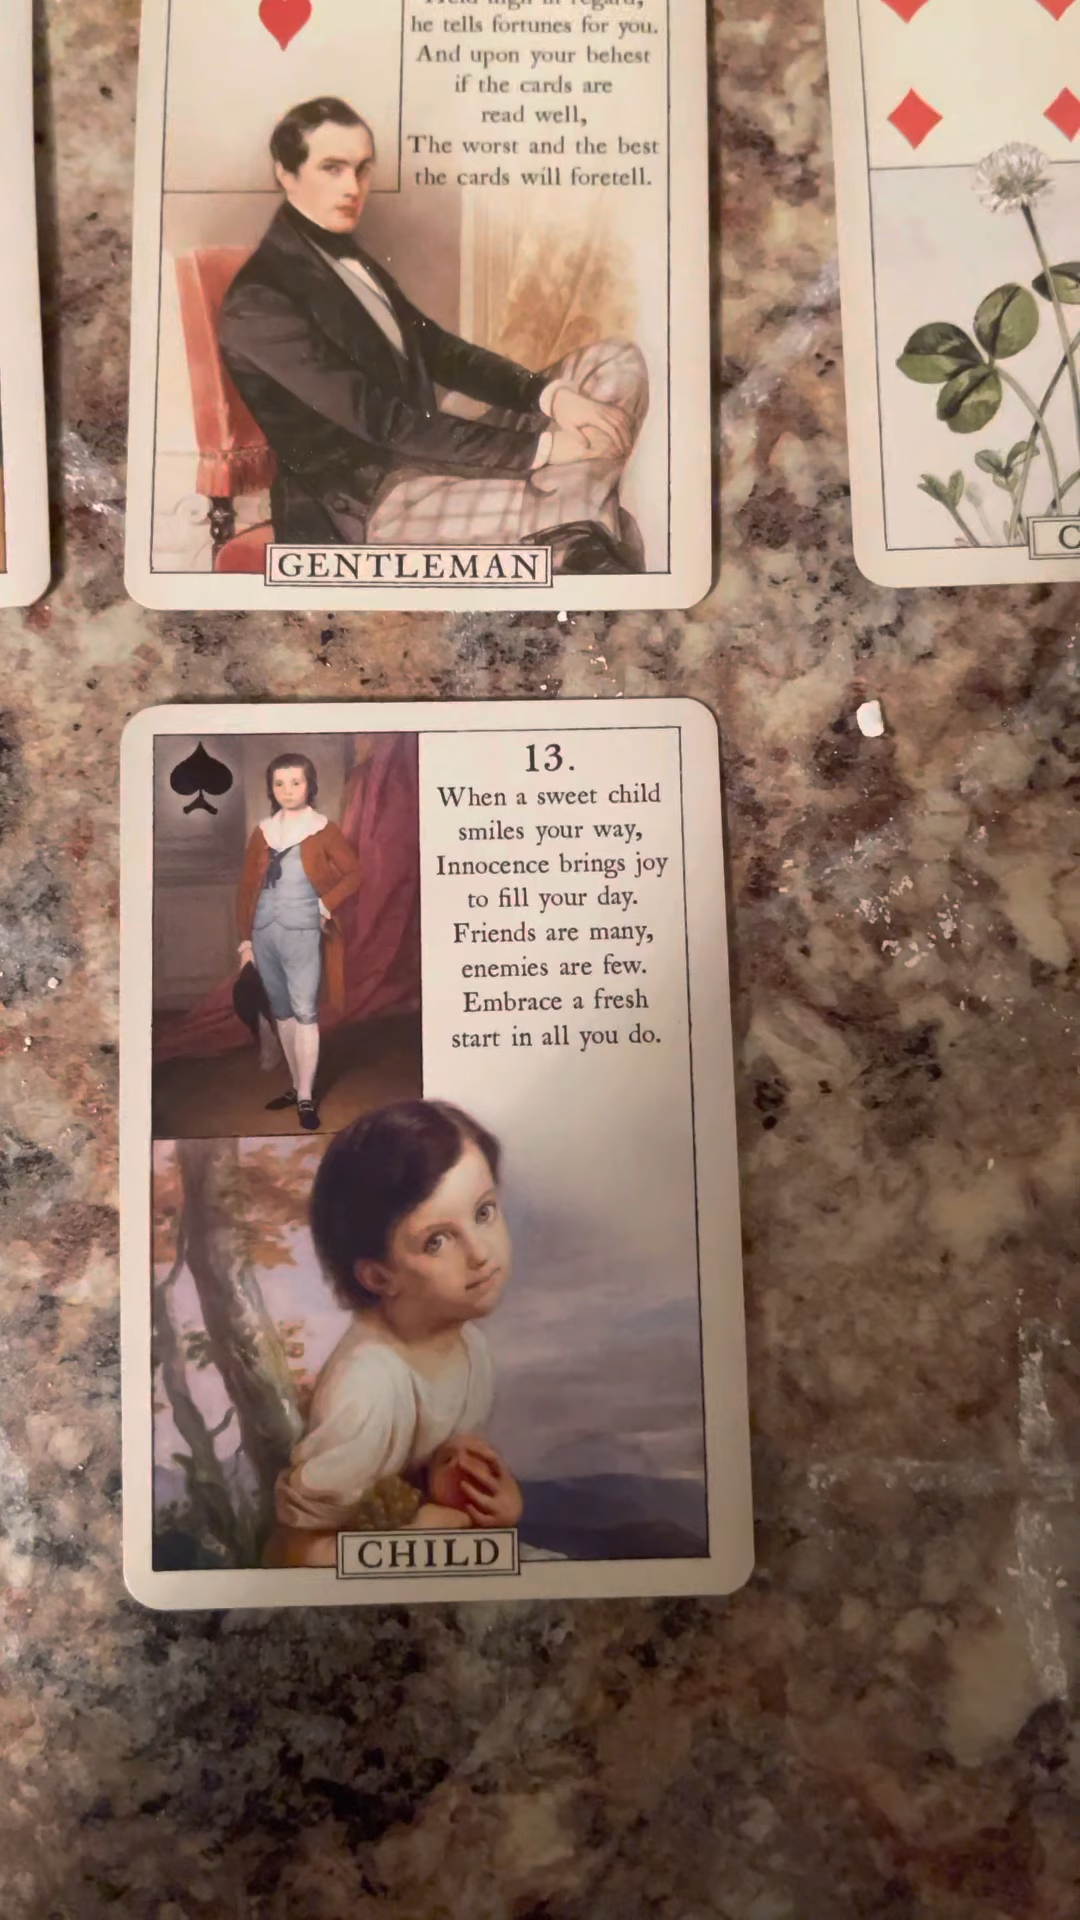 he tells fortunes for you.
And upon your behest
if the cards are
read well,
The worst and the best
the cards will foretell.
GENTLEMAN
13.
When a sweet child
smiles your way,
Innocence brings joy
to fill your day.
Friends are many,
enemies are few.
Embrace a fresh
start in all you do.
CHILD